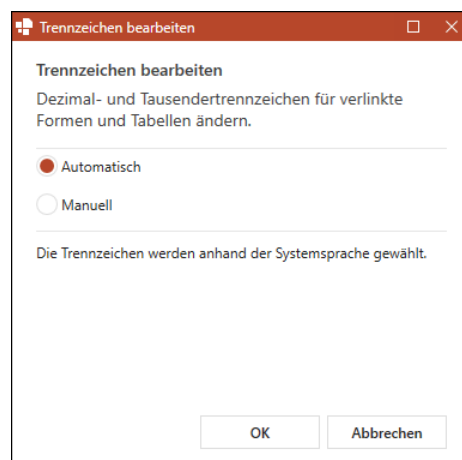 Trennzeichen bearbeiten
Trennzeichen bearbeiten
Dezimal- und Tausendertrennzeichen für verlinkte
Formen und Tabellen ändern.
Automatisch
Manuell
Die Trennzeichen werden anhand der Systemsprache gewählt.
OK Abbrechen